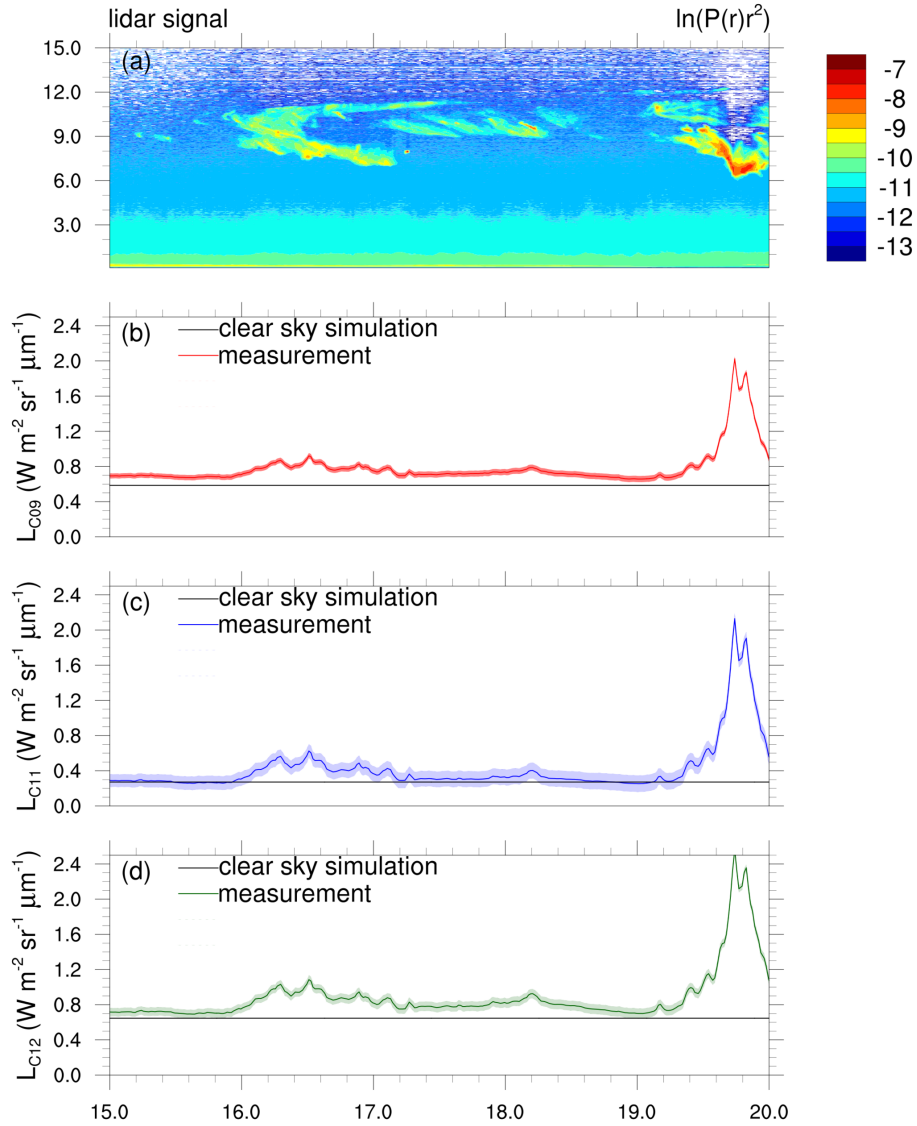 lidar signal ln(P(r)r²)
15.0
(a)
12.0
9.0
6.0
3.0
-7
-8
-9
-10
-11
-12
-13
(b)
clear sky simulation
measurement
2.4
2.0
1.6
1.2
0.8
0.4
0.0
L_C09 (W m⁻² sr⁻¹ µm⁻¹)
(c)
clear sky simulation
measurement
2.4
2.0
1.6
1.2
0.8
0.4
0.0
L_C11 (W m⁻² sr⁻¹ µm⁻¹)
(d)
clear sky simulation
measurement
2.4
2.0
1.6
1.2
0.8
0.4
0.0
L_C12 (W m⁻² sr⁻¹ µm⁻¹)
15.0 16.0 17.0 18.0 19.0 20.0